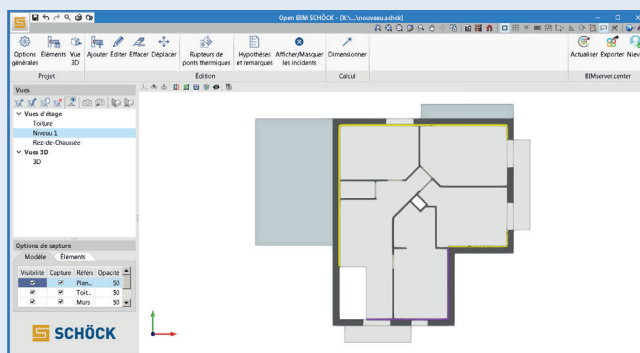 S
Open BIM SCHÖCK - [X:\...\nouveau.schdk]
Options générales
Éléments
Vue 3D
Ajouter Éditer Effacer Déplacer
Rupteurs de ponts thermiques
Hypothèses et remarques
Afficher/Masquer les incidents
Dimensionner
Actualiser Exporter
Projet
Édition
Calcul
BIMserver.center
Vues
Vues d'étage
Toiture
Niveau 1
Rez-de-Chaussée
Vues 3D
3D
Options de capture
Modèle Éléments
Visibilité Capture Référ. Opacité
Plan... 50
Toit... 50
Murs 50
S SCHÖCK